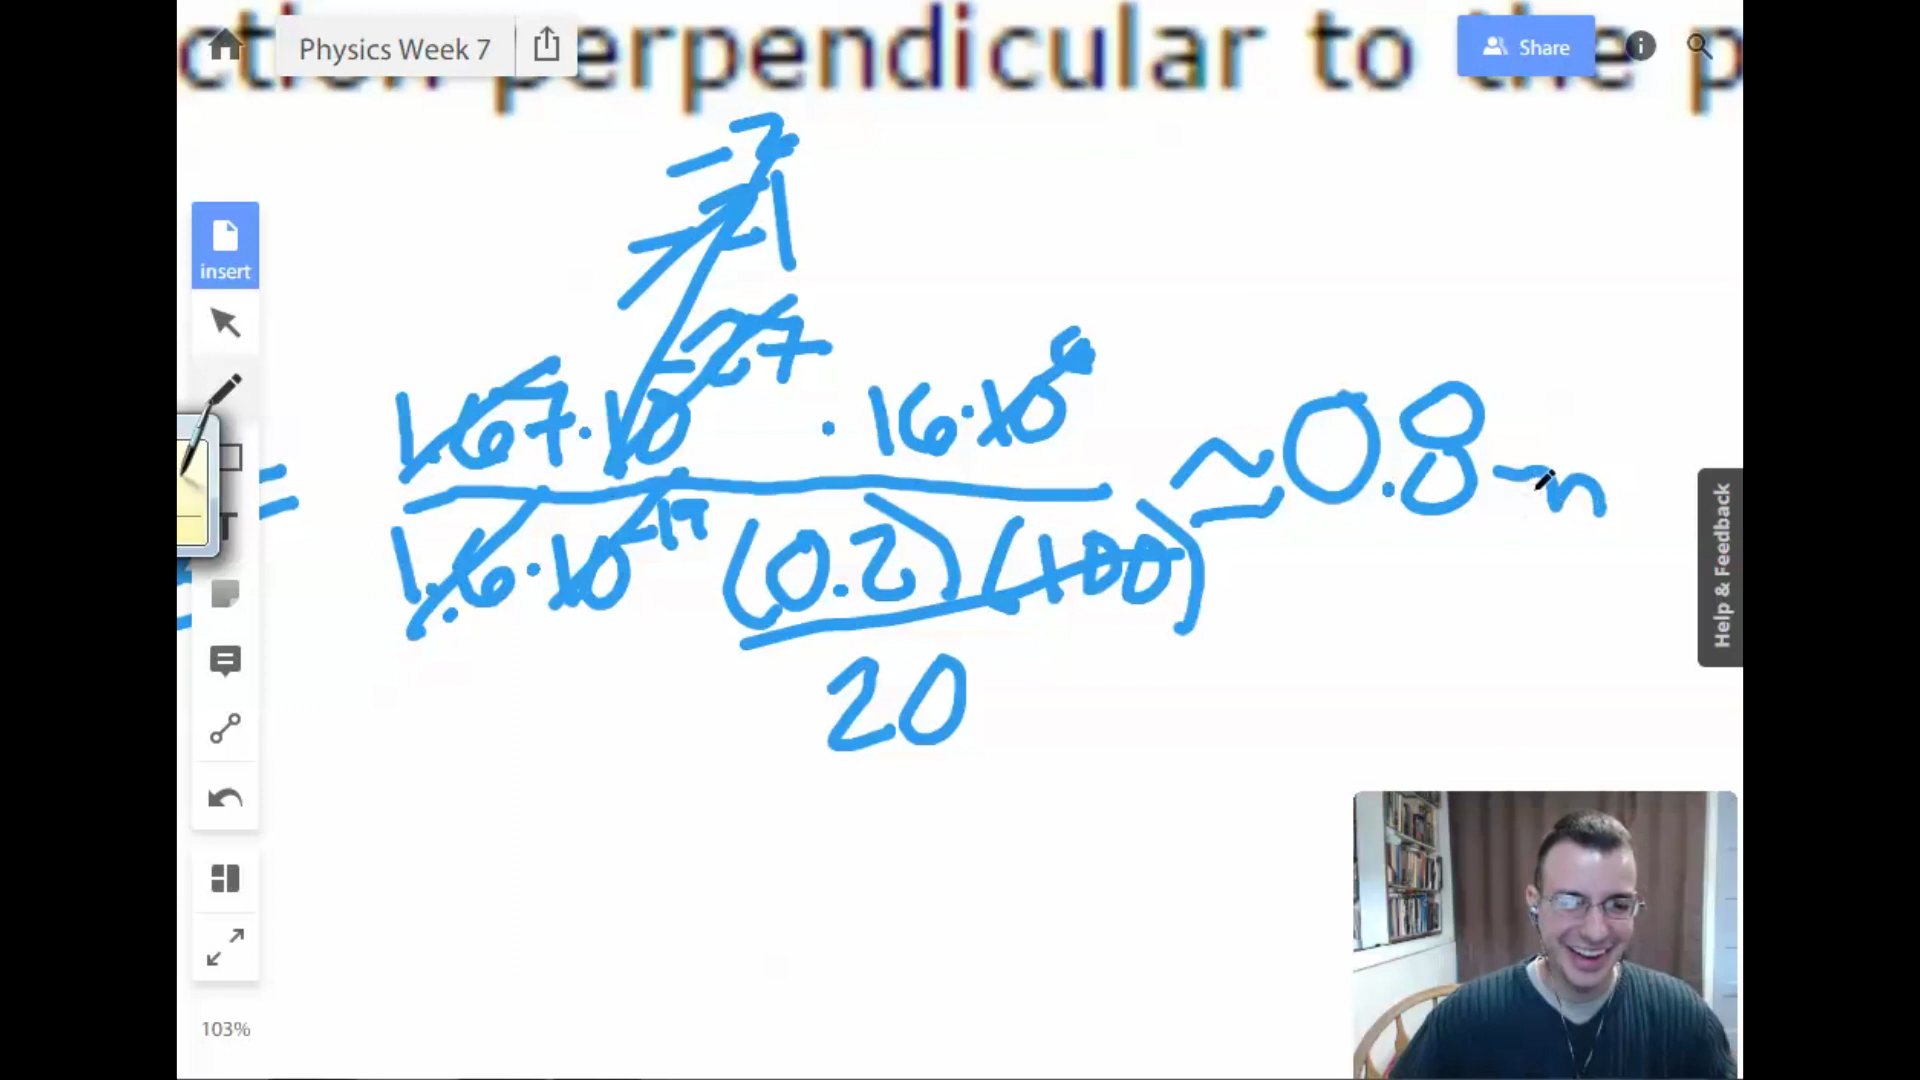 ction perpendicular to the p
Physics Week 7
Share
insert
T
= 1.67·10^-27 · 16·10
1.6·10^-19 (0.2)(100)
≈ 0.8 m
20
Help & Feedback
103%